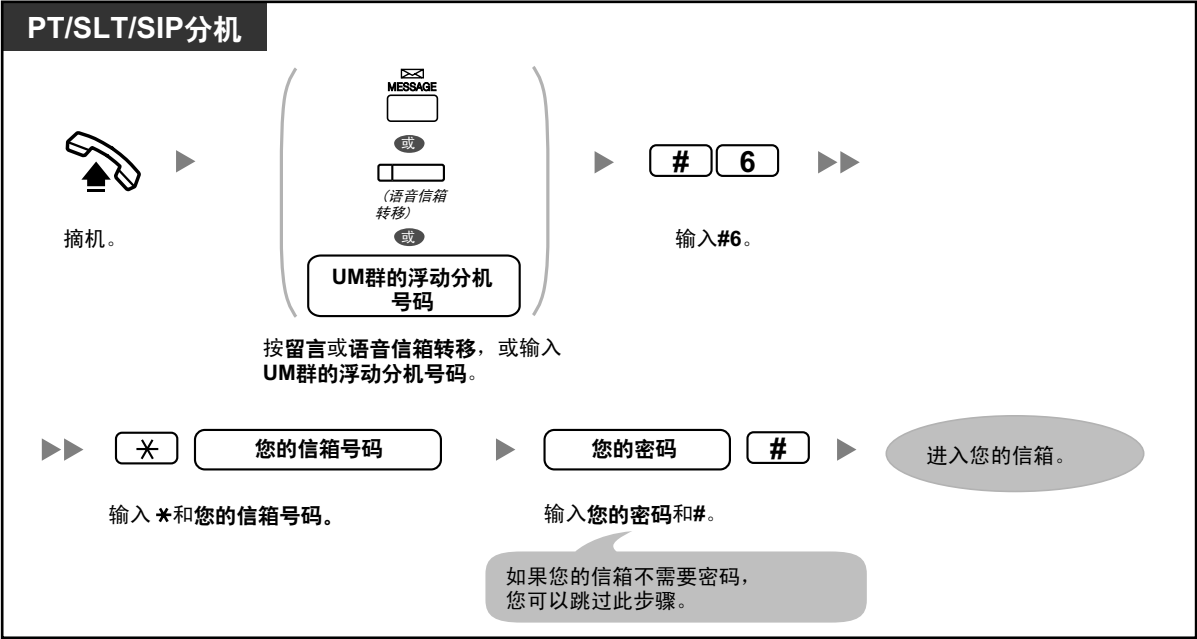 PT/SLT/SIP分机
MESSAGE
或
(语音信箱
转移)
或
UM群的浮动分机
号码
# 6
摘机。
按留言或语音信箱转移，或输入
UM群的浮动分机号码。
输入#6。
* 您的信箱号码
您的密码 #
进入您的信箱。
输入 *和您的信箱号码。
输入您的密码和#。
如果您的信箱不需要密码，
您可以跳过此步骤。